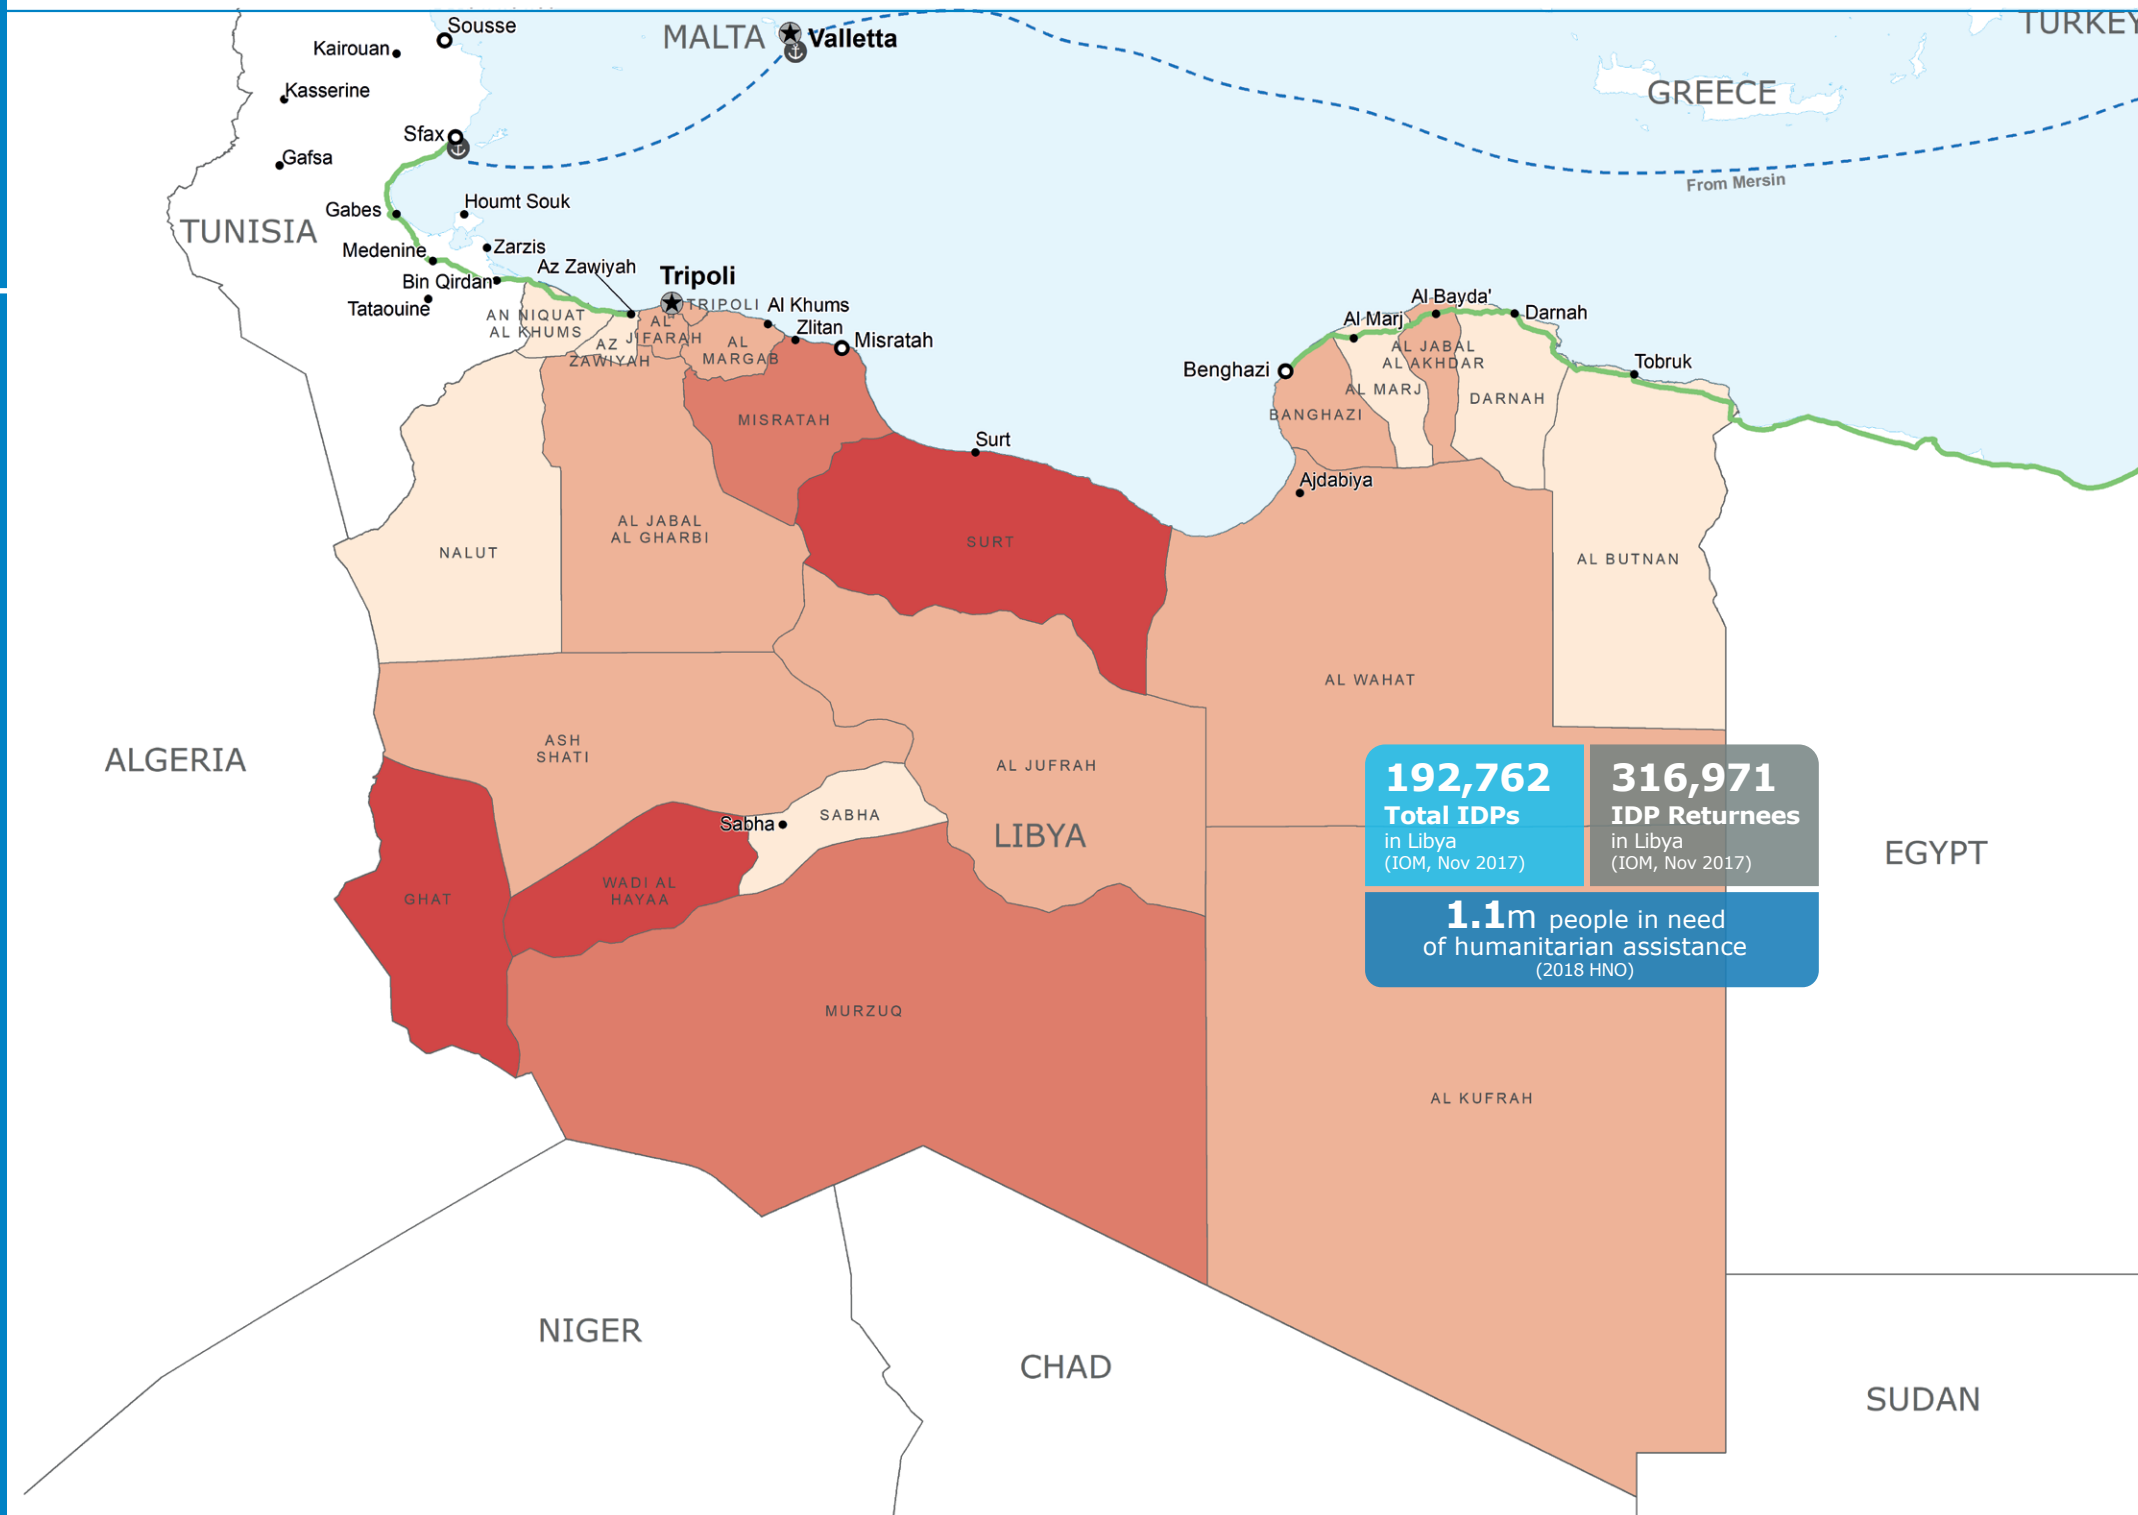 TURKEY
Sousse
MALTA
Valletta
Kairouan
Kasserine
GREECE
Sfax
Gafsa
From Mersin
Houmt Souk
Gabes
TUNISIA
Medenine
Zarzis
Az Zawiyah
Tripoli
Bin Qirdan
Tataouine
TRIPOLI
Al Khums
Al Bayda'
Darnah
AN NIQUAT
AL KHUMS
AL
J'FARAH
Zlitan
Al Marj
AZ
ZAWIYAH
AL
MARGAB
Misratah
AL JABAL
AL AKHDAR
Tobruk
Benghazi
AL MARJ
DARNAH
BANGHAZI
MISRATAH
Surt
Ajdabiya
AL JABAL
AL GHARBI
SURT
NALUT
AL BUTNAN
AL WAHAT
ASH
SHATI
ALGERIA
AL JUFRAH
192,762
Total IDPs
in Libya
(IOM, Nov 2017)
316,971
IDP Returnees
in Libya
(IOM, Nov 2017)
Sabha
SABHA
LIBYA
EGYPT
GHAT
WADI AL
HAYAA
1.1m people in need
of humanitarian assistance
(2018 HNO)
MURZUQ
AL KUFRAH
NIGER
CHAD
SUDAN